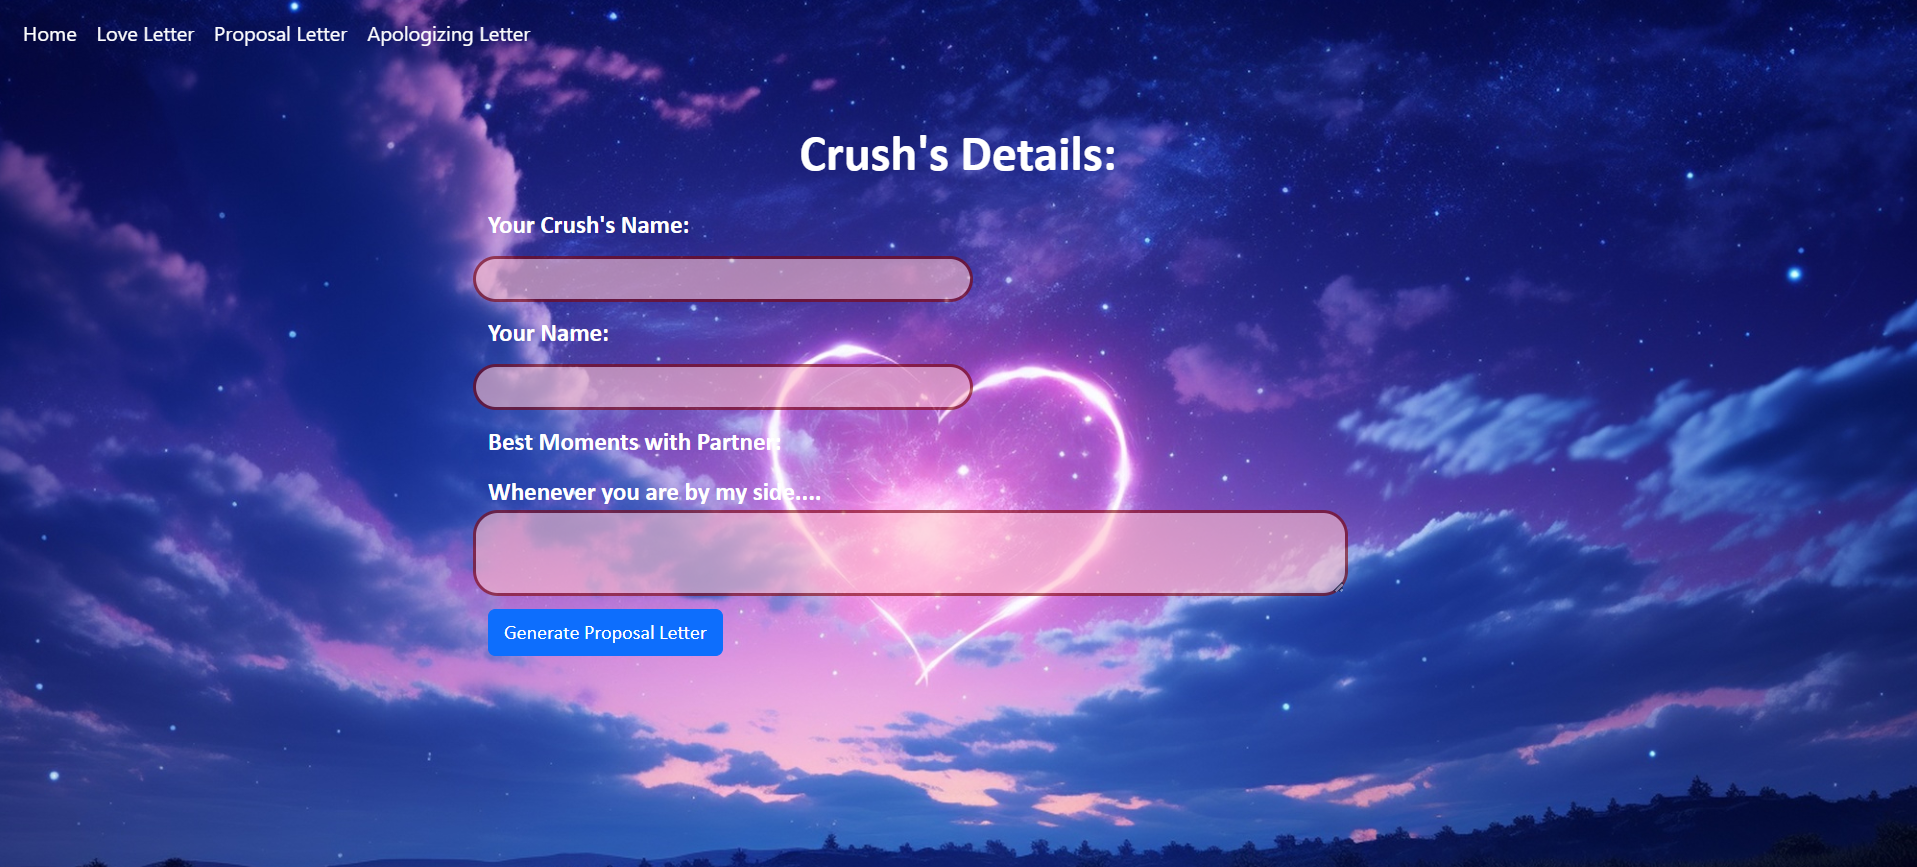 Home Love Letter Proposal Letter Apologizing Letter
Crush's Details:
Your Crush's Name:
Your Name:
Best Moments with Partner:
Whenever you are by my side....
Generate Proposal Letter